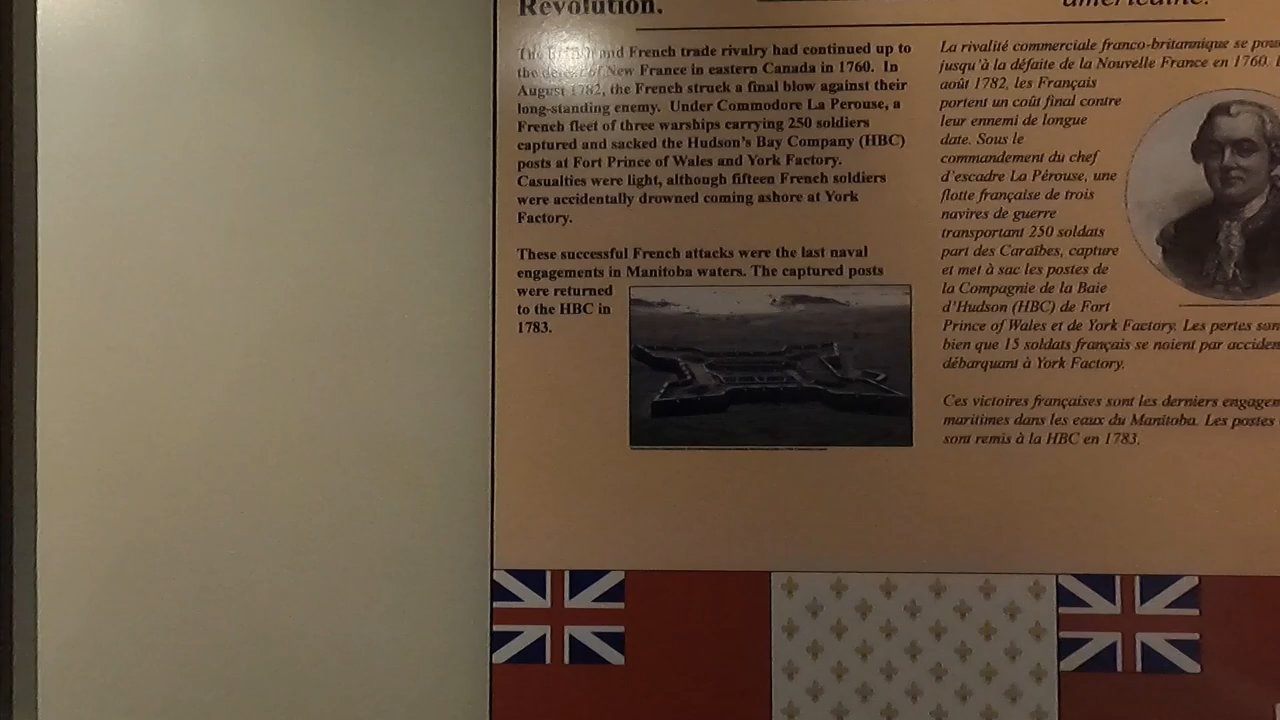 Revolution.
The British and French trade rivalry had continued up to
the defeat of New France in eastern Canada in 1760. In
August 1782, the French struck a final blow against their
long-standing enemy. Under Commodore La Perouse, a
French fleet of three warships carrying 250 soldiers
captured and sacked the Hudson's Bay Company (HBC)
posts at Fort Prince of Wales and York Factory.
Casualties were light, although fifteen French soldiers
were accidentally drowned coming ashore at York
Factory.
These successful French attacks were the last naval
engagements in Manitoba waters. The captured posts
were returned
to the HBC in
1783.
américaine.
La rivalité commerciale franco-britannique se
jusqu'à la défaite de la Nouvelle France en 1760.
août 1782, les Français
portent un coût final contre
leur ennemi de longue
date. Sous le
commandement du chef
d'escadre La Pérouse, une
flotte française de trois
navires de guerre
transportant 250 soldats
part des Caraïbes, capture
et met à sac les postes de
la Compagnie de la Baie
d'Hudson (HBC) de Fort
Prince of Wales et de York Factory. Les pertes
bien que 15 soldats français se noient par
débarquant à York Factory.
Ces victoires françaises sont les derniers
maritimes dans les eaux du Manitoba. Les postes
sont remis à la HBC en 1783.